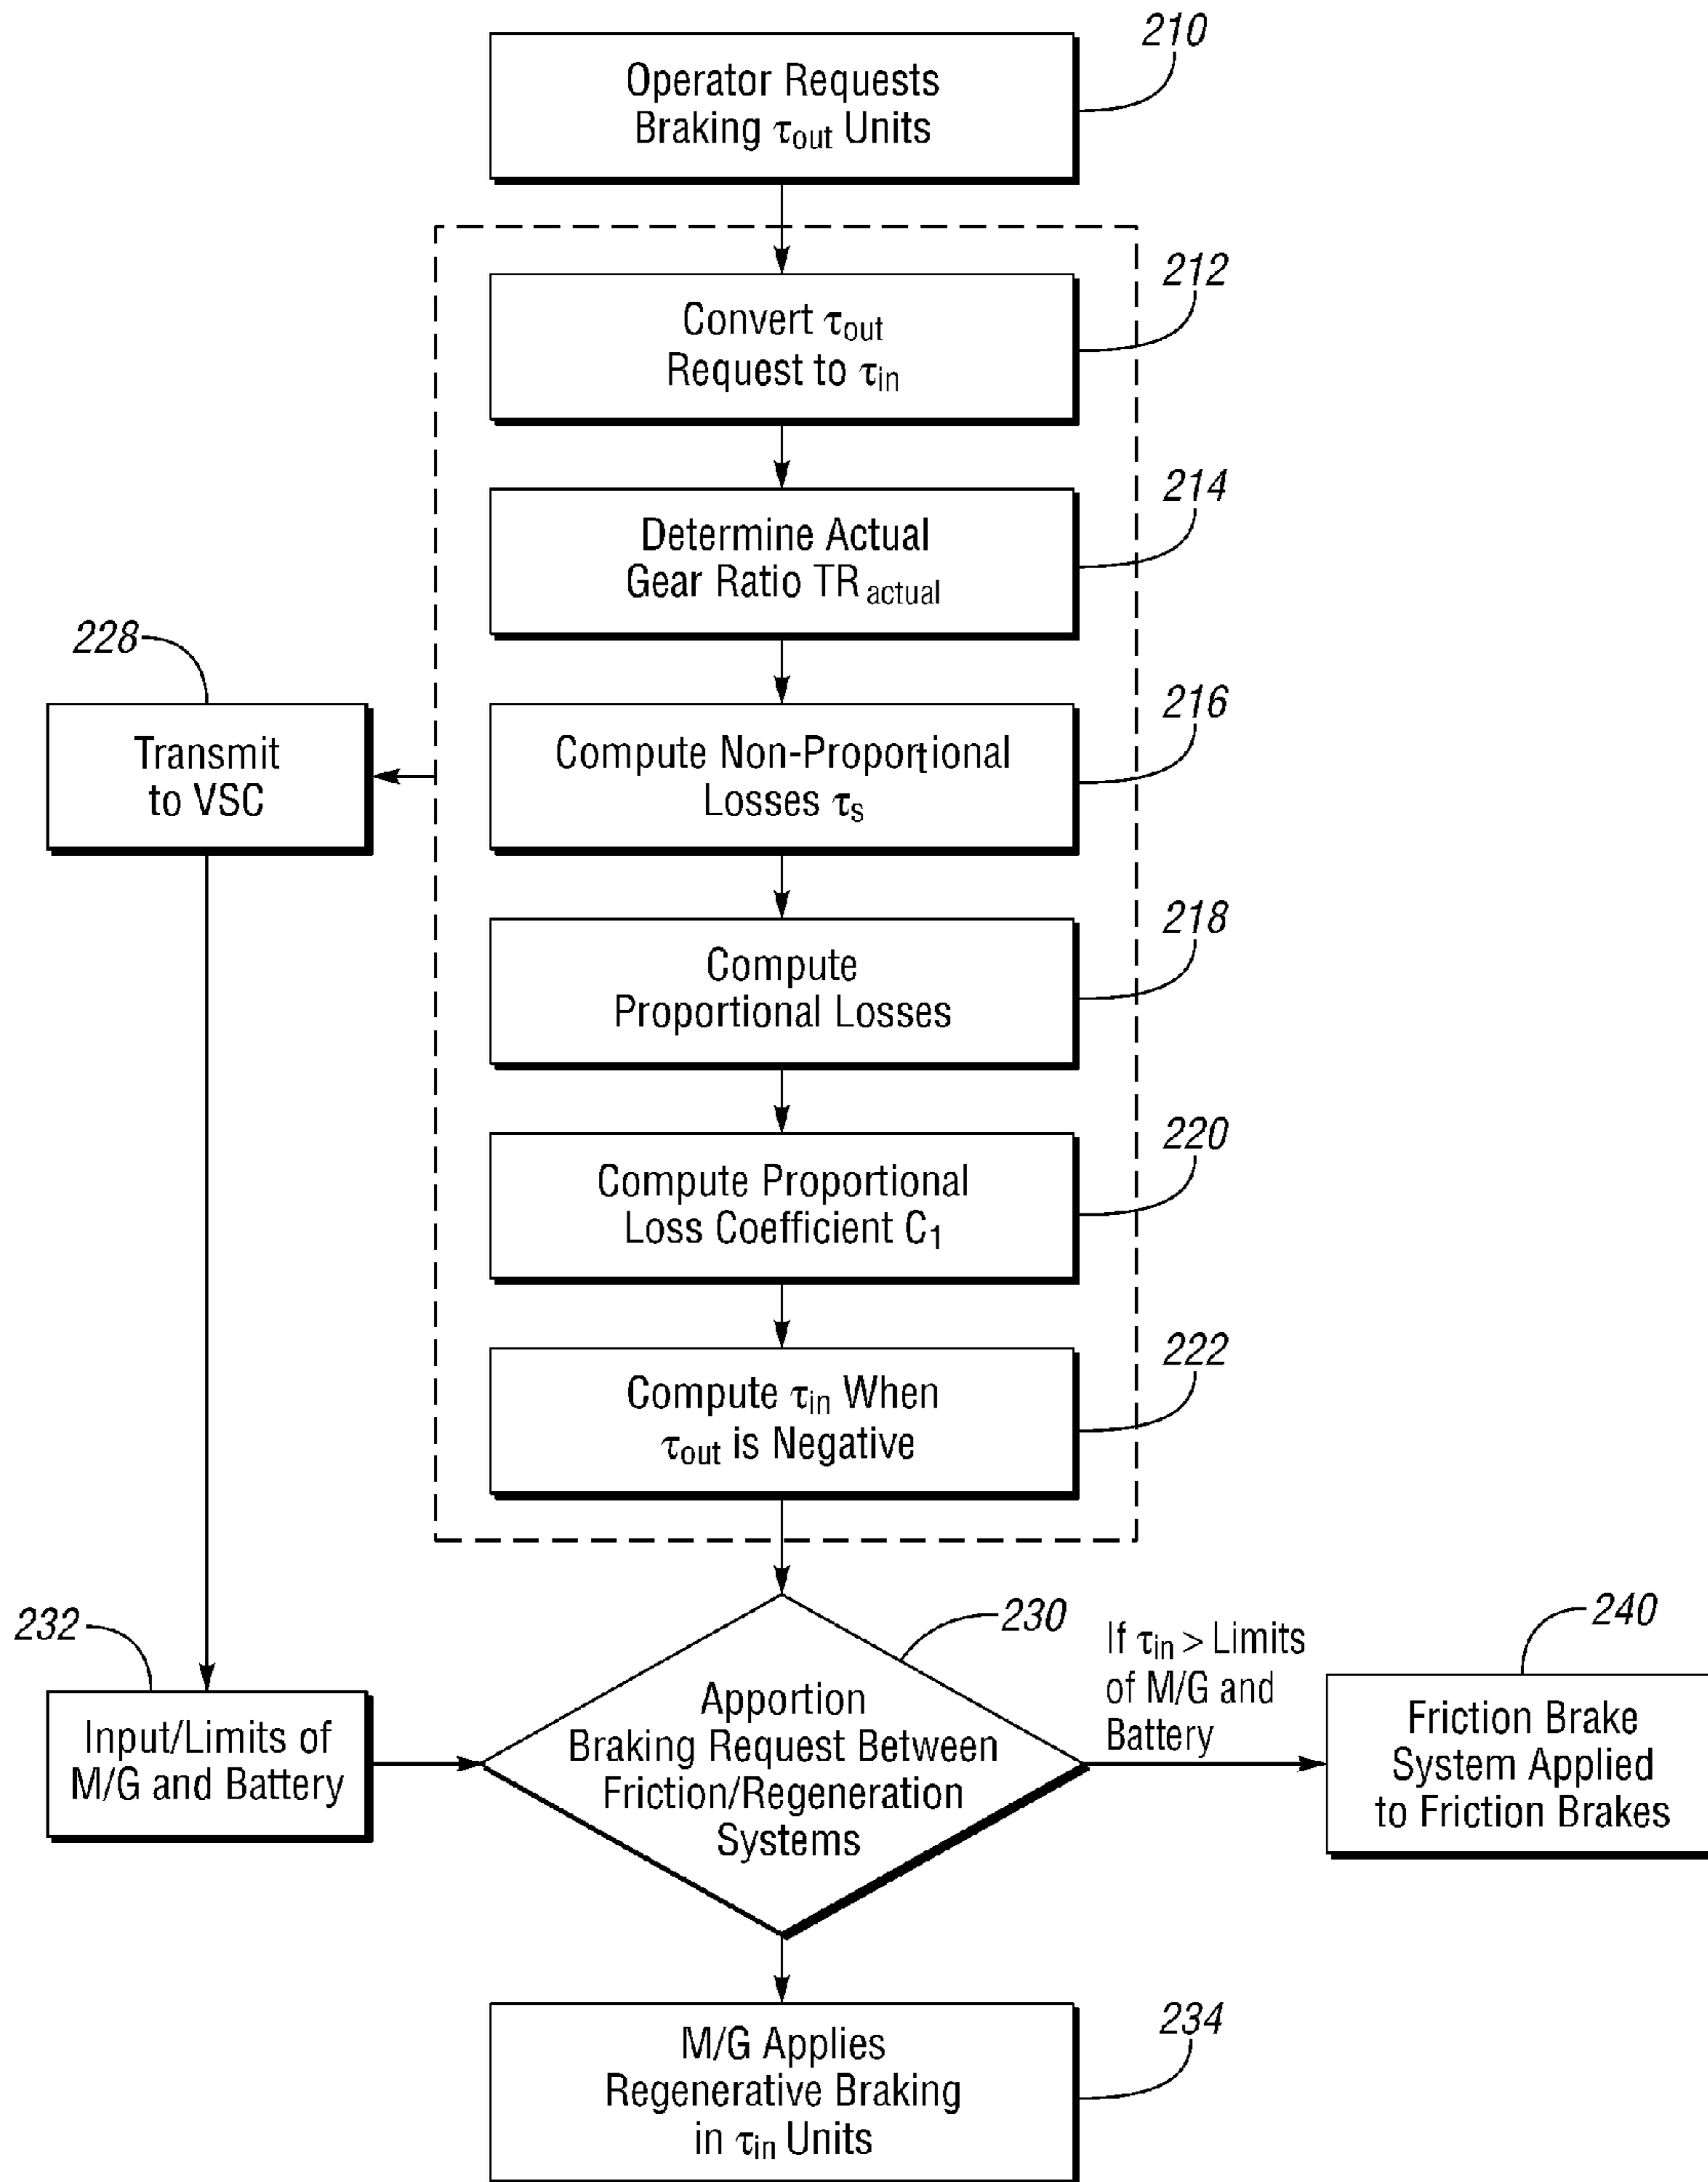 210
Operator Requests
Braking τout Units
212
Convert τout
Request to τin
214
Determine Actual
Gear Ratio TR actual
228
Transmit
to VSC
216
Compute Non-Proportional
Losses τs
218
Compute
Proportional Losses
220
Compute Proportional
Loss Coefficient C1
222
Compute τin When
τout is Negative
232
Input/Limits of
M/G and Battery
230
Apportion
Braking Request Between
Friction/Regeneration
Systems
If τin > Limits
of M/G and
Battery
240
Friction Brake
System Applied
to Friction Brakes
234
M/G Applies
Regenerative Braking
in τin Units